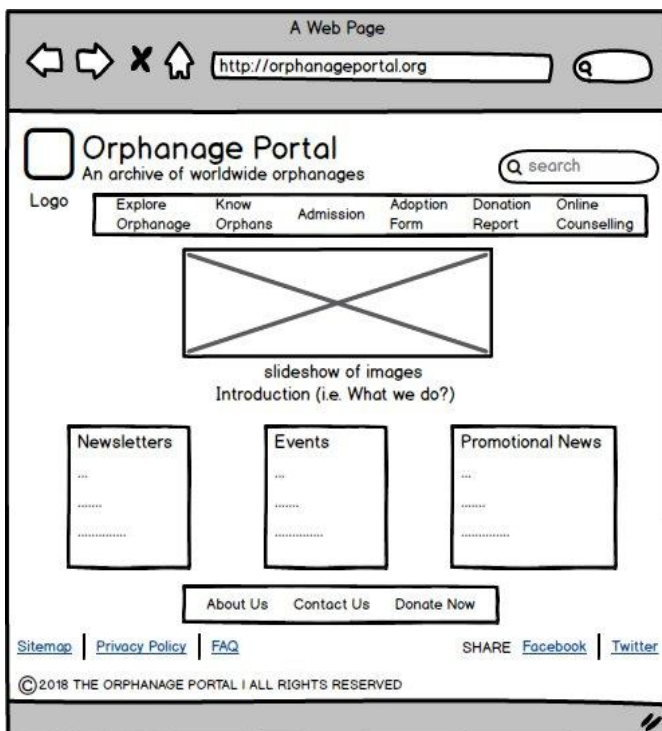 A Web Page
http://orphanageportal.org
Orphanage Portal
An archive of worldwide orphanages
search
Logo
Explore Orphanage
Know Orphans
Admission
Adoption Form
Donation Report
Online Counselling
slideshow of images
Introduction (i.e. What we do?)
Newsletters
...
.......
..............
Events
...
.......
..............
Promotional News
...
.......
..............
About Us Contact Us Donate Now
Sitemap | Privacy Policy | FAQ
SHARE Facebook | Twitter
©2018 THE ORPHANAGE PORTAL | ALL RIGHTS RESERVED